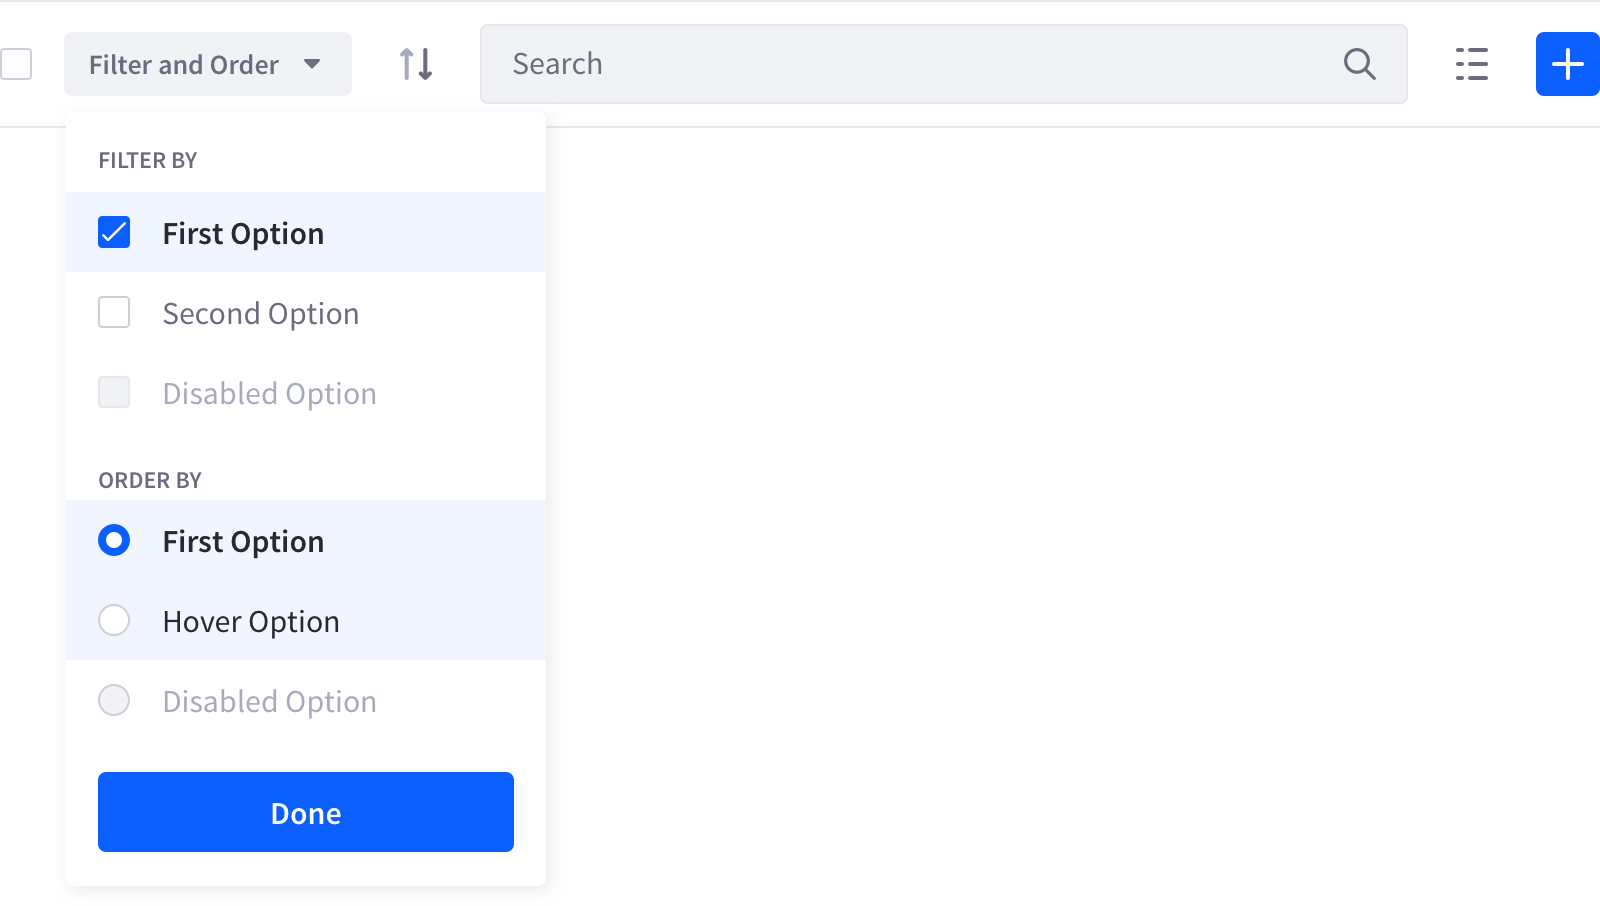 Filter and Order
Search
FILTER BY
First Option
Second Option
Disabled Option
ORDER BY
First Option
Hover Option
Disabled Option
Done